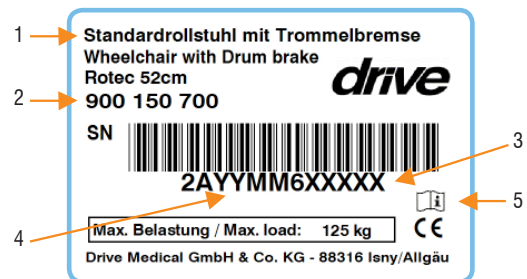 1
Standardrollstuhl mit Trommelbremse
Wheelchair with Drum brake
Rotec 52cm
drive
2
900 150 700
SN
3
2AYYMM6XXXXX
5
4
Max. Belastung / Max. load: 125 kg
CE
Drive Medical GmbH & Co. KG - 88316 Isny/Allgäu